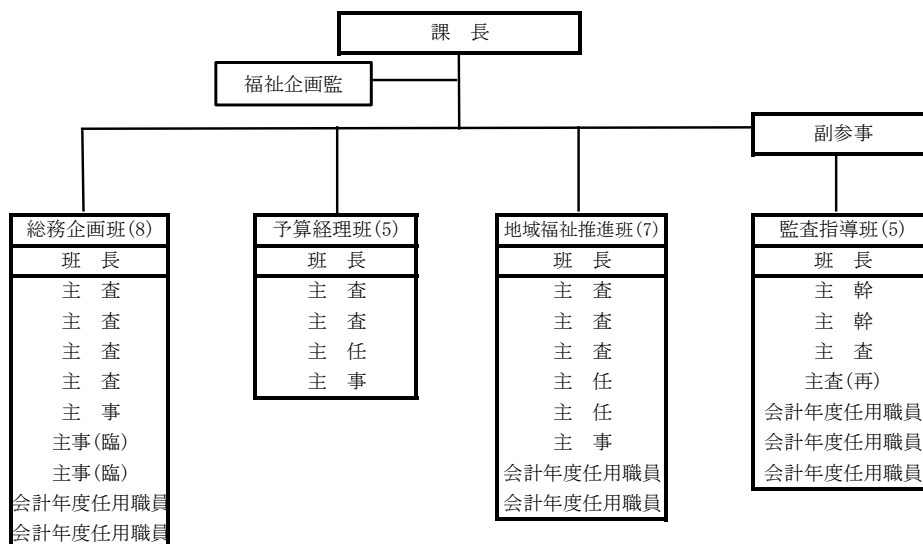 課　長
福祉企画監
副参事
総務企画班(8)
班　長
主　査
主　査
主　査
主　査
主　事
主事(臨)
主事(臨)
会計年度任用職員
会計年度任用職員
予算経理班(5)
班　長
主　査
主　査
主　任
主　事
地域福祉推進班(7)
班　長
主　査
主　査
主　査
主　任
主　任
主　事
会計年度任用職員
会計年度任用職員
監査指導班(5)
班　長
主　幹
主　幹
主　査
主査(再)
会計年度任用職員
会計年度任用職員
会計年度任用職員